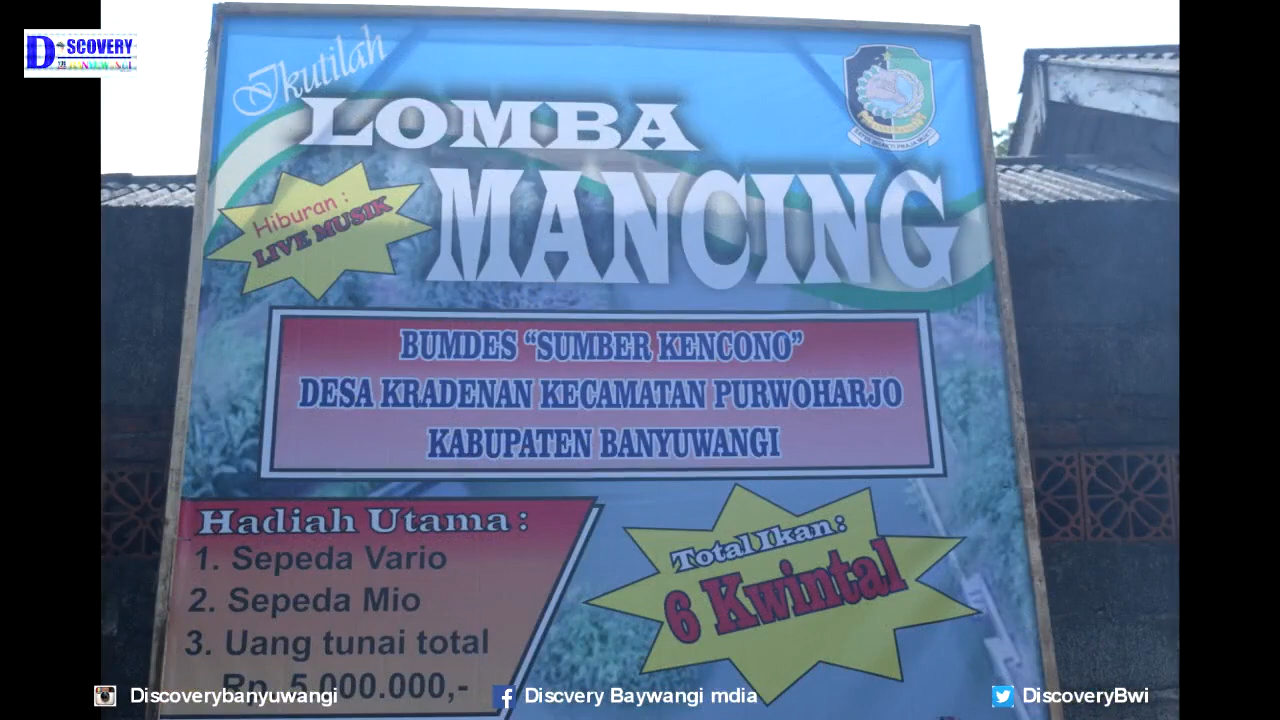 D SCOVERY
Ikutilah
LOMBA
MANCING
Hiburan :
LIVE MUSIK
BUMDES “SUMBER KENCONO”
DESA KRADENAN KECAMATAN PURWOHARJO
KABUPATEN BANYUWANGI
Hadiah Utama :
1. Sepeda Vario
2. Sepeda Mio
3. Uang tunai total
Rp. 5.000.000,-
Total Ikan :
6 Kwintal
Discoverybanyuwangi
Discvery Baywangi mdia
DiscoveryBwi